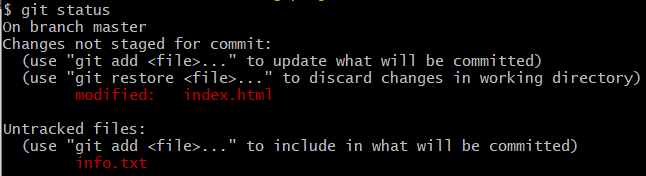 $ git status
On branch master
Changes not staged for commit:
  (use "git add <file>..." to update what will be committed)
  (use "git restore <file>..." to discard changes in working directory)
        modified:   index.html

Untracked files:
  (use "git add <file>..." to include in what will be committed)
        info.txt